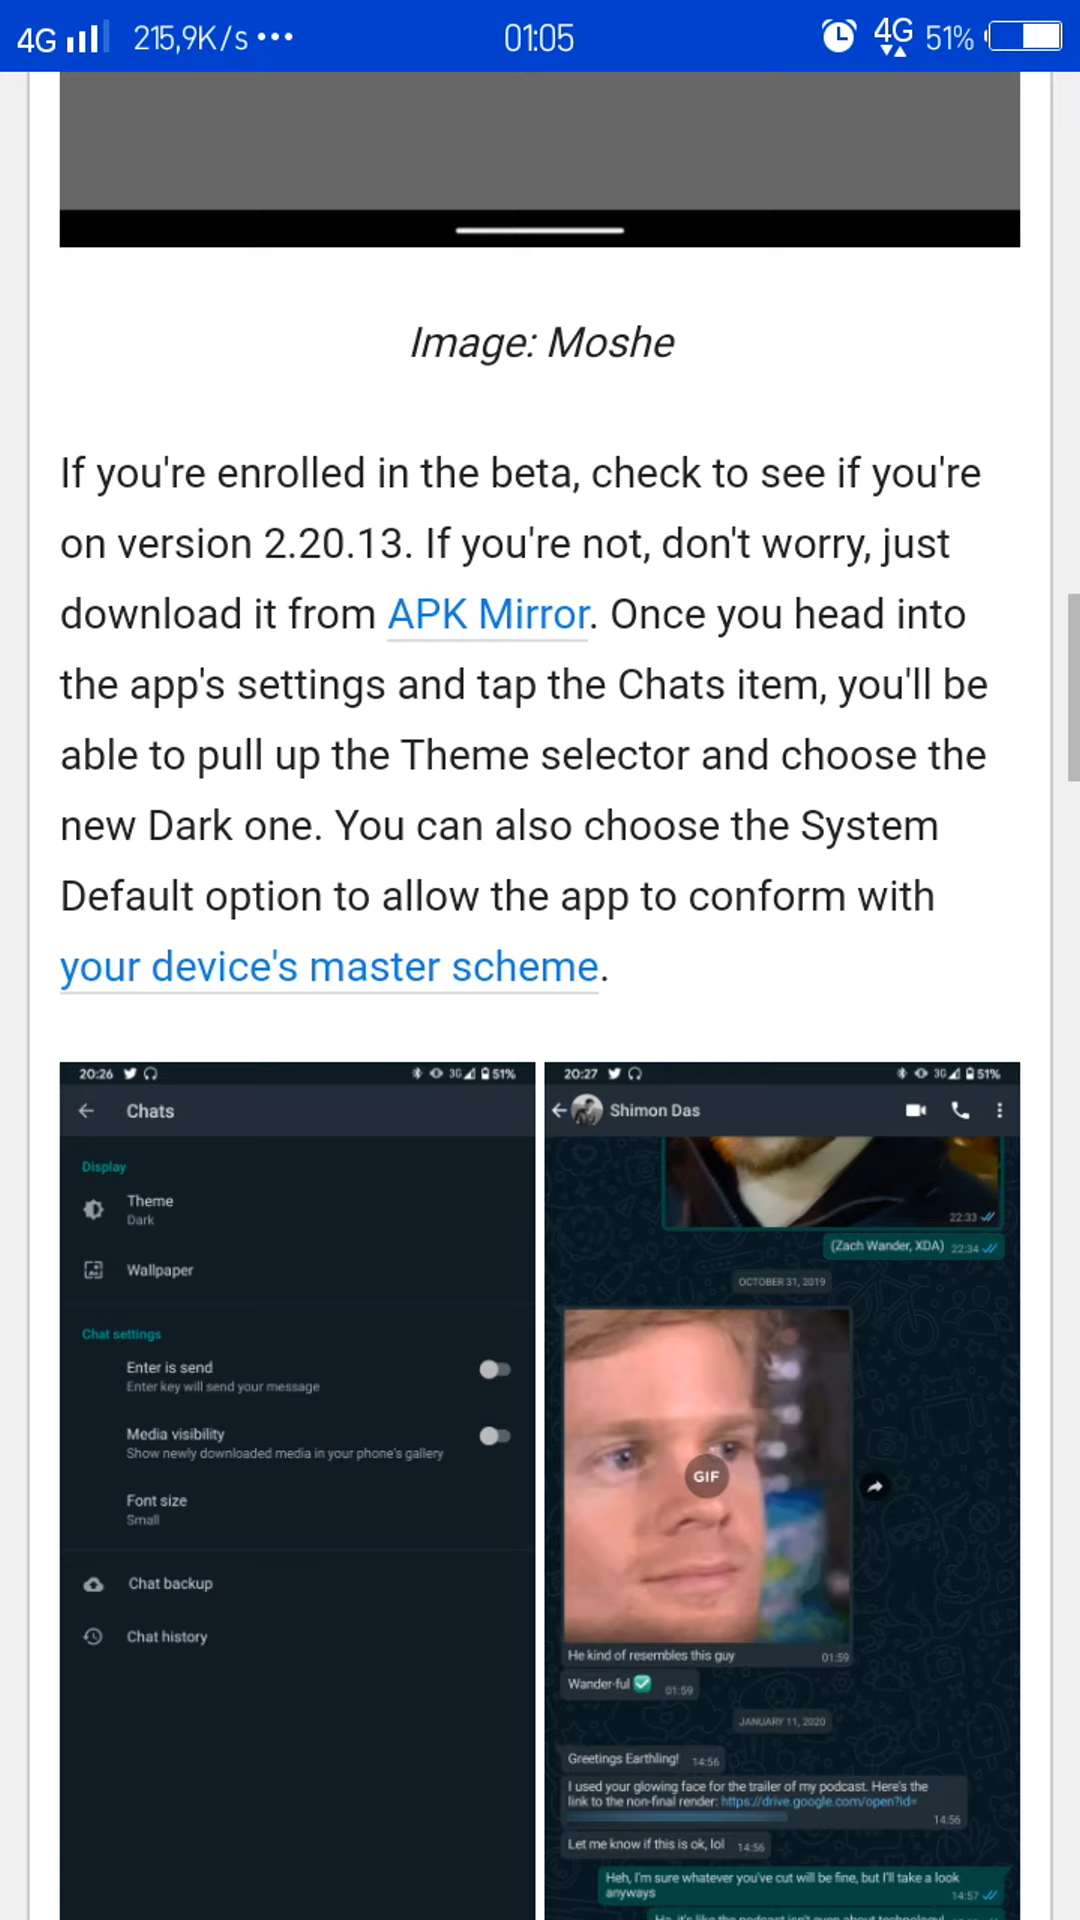 4G 215,9K/s ••• 01:05 4G 51%
Image: Moshe
If you're enrolled in the beta, check to see if you're
on version 2.20.13. If you're not, don't worry, just
download it from APK Mirror. Once you head into
the app's settings and tap the Chats item, you'll be
able to pull up the Theme selector and choose the
new Dark one. You can also choose the System
Default option to allow the app to conform with
your device's master scheme.
20:26 3G 51%
Chats
Display
Theme
Dark
Wallpaper
Chat settings
Enter is send
Enter key will send your message
Media visibility
Show newly downloaded media in your phone's gallery
Font size
Small
Chat backup
Chat history
20:27 3G 51%
Shimon Das
22:33
(Zach Wander, XDA) 22:34
OCTOBER 31, 2019
GIF
He kind of resembles this guy 01:59
Wander-ful ✅ 01:59
JANUARY 11, 2020
Greetings Earthling! 14:56
I used your glowing face for the trailer of my podcast. Here's the
link to the non-final render: https://drive.google.com/open?id=
14:56
Let me know if this is ok, lol 14:56
Heh, I'm sure whatever you've cut will be fine, but I'll take a look
anyways 14:57